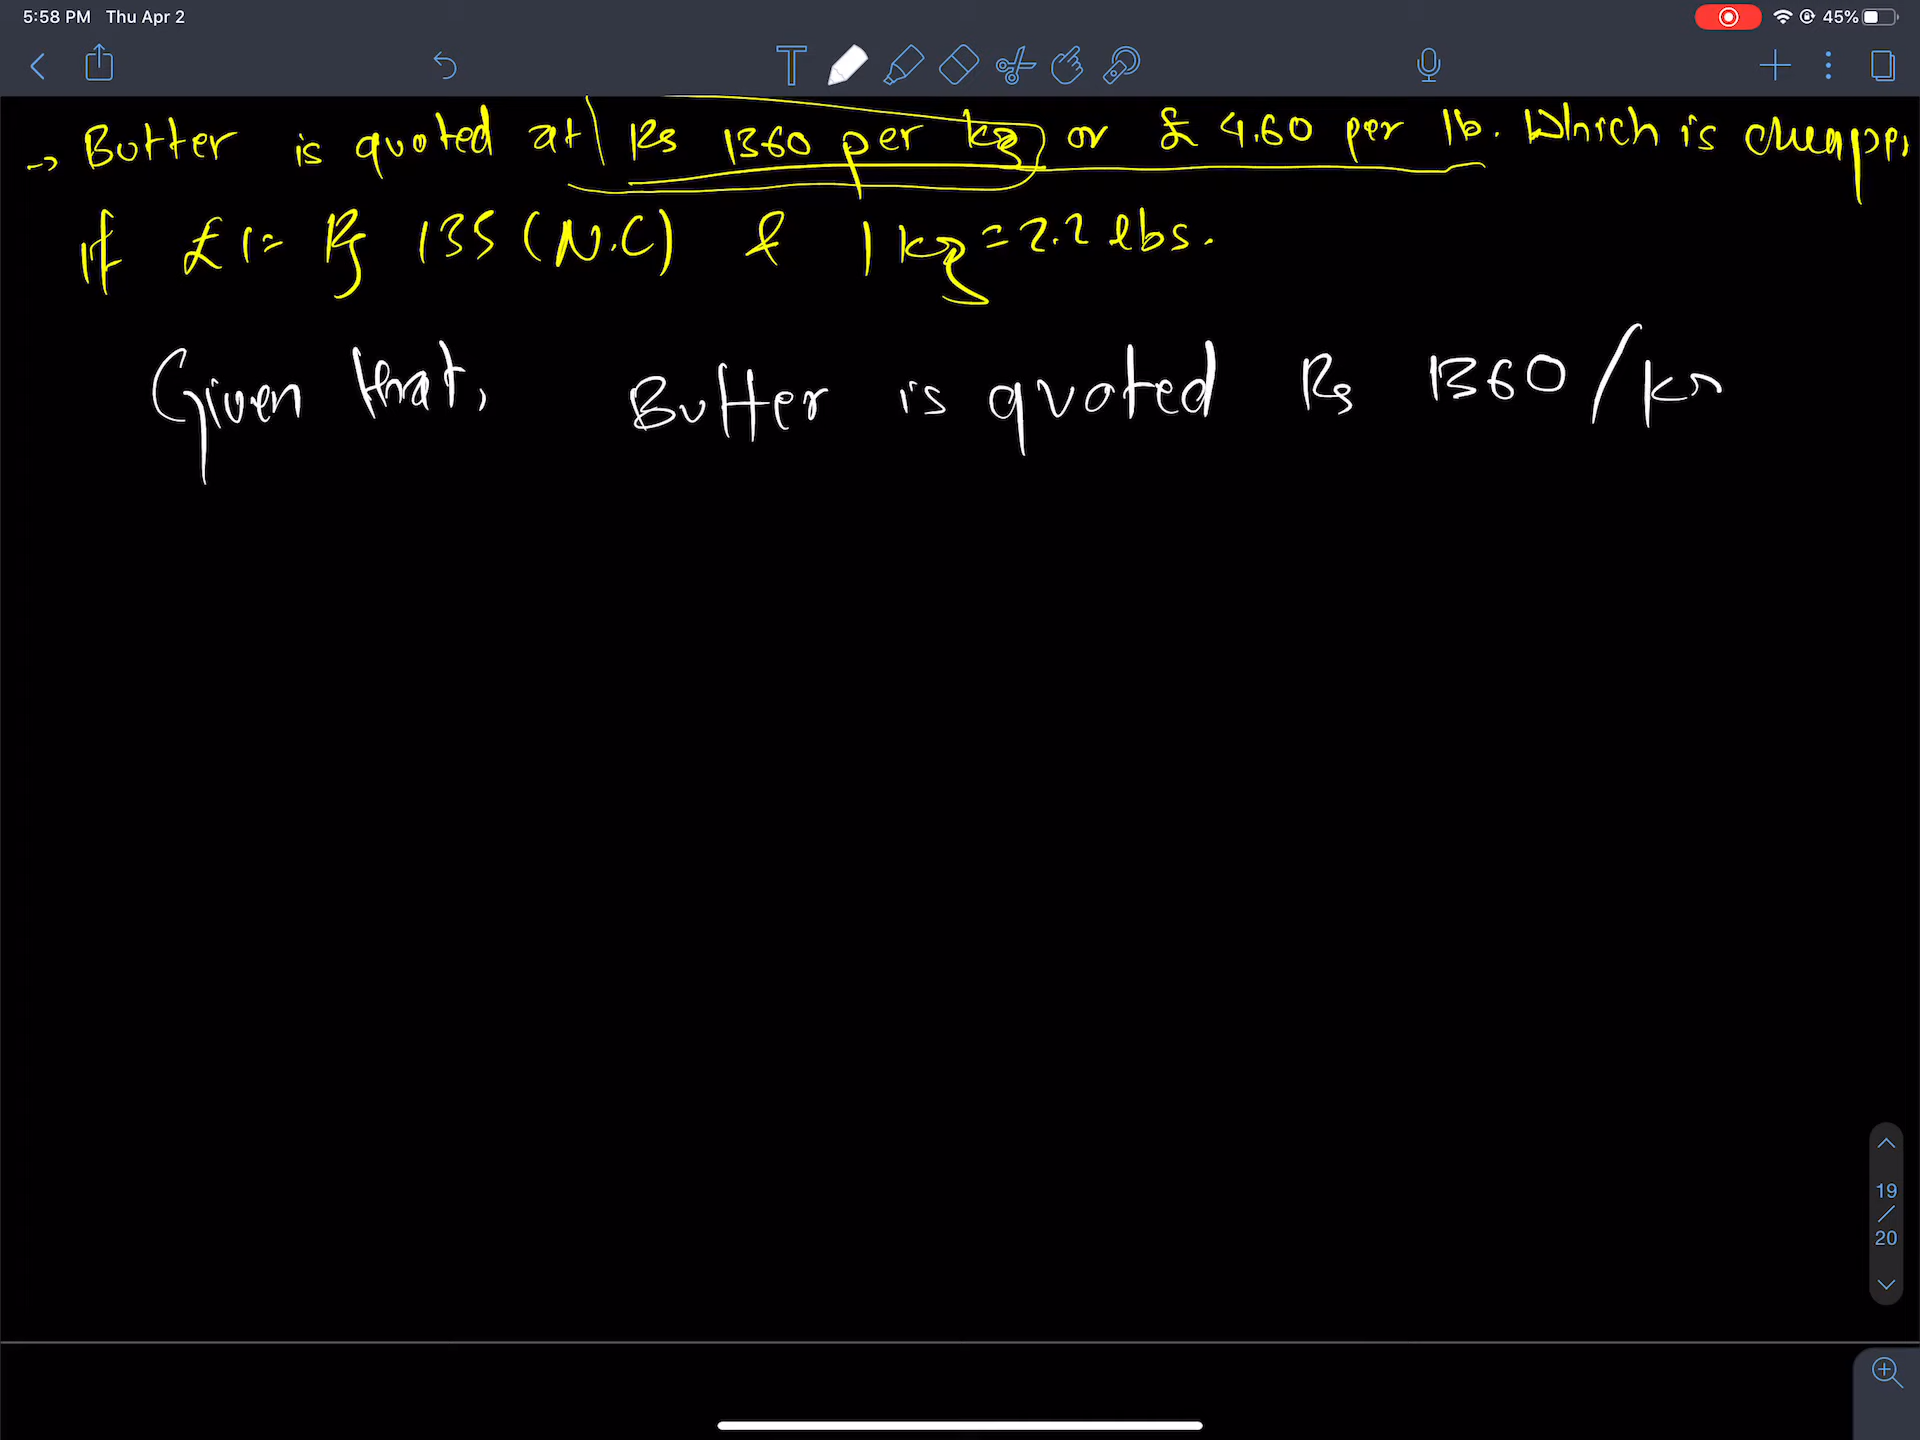 5:58 PM Thu Apr 2
45%
→ Butter is quoted at Rs 1360 per kg or £ 4.60 per lb. Which is cheaper,
if £1= Rs 135 (N.C) & 1 kg = 2.2 lbs.
Given that, Butter is quoted Rs 1360/kg
19
/
20